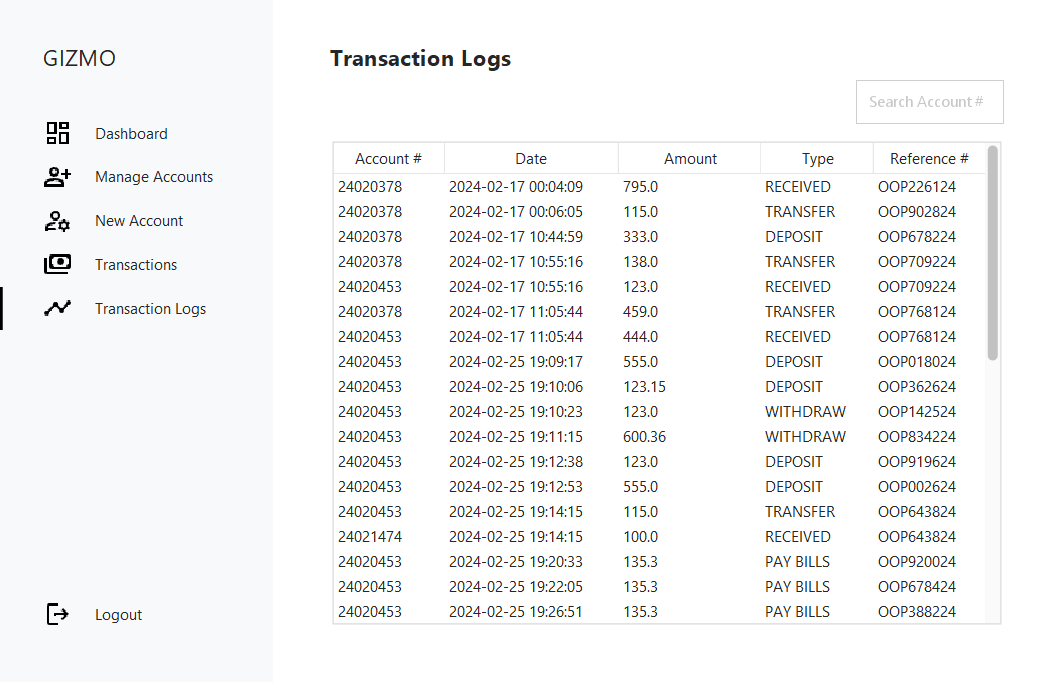 GIZMO
Dashboard
Manage Accounts
New Account
Transactions
Transaction Logs
Logout
Transaction Logs
Search Account #
Account # Date Amount Type Reference #
24020378 2024-02-17 00:04:09 795.0 RECEIVED OOP226124
24020378 2024-02-17 00:06:05 115.0 TRANSFER OOP902824
24020378 2024-02-17 10:44:59 333.0 DEPOSIT OOP678224
24020378 2024-02-17 10:55:16 138.0 TRANSFER OOP709224
24020453 2024-02-17 10:55:16 123.0 RECEIVED OOP709224
24020378 2024-02-17 11:05:44 459.0 TRANSFER OOP768124
24020453 2024-02-17 11:05:44 444.0 RECEIVED OOP768124
24020453 2024-02-25 19:09:17 555.0 DEPOSIT OOP018024
24020453 2024-02-25 19:10:06 123.15 DEPOSIT OOP362624
24020453 2024-02-25 19:10:23 123.0 WITHDRAW OOP142524
24020453 2024-02-25 19:11:15 600.36 WITHDRAW OOP834224
24020453 2024-02-25 19:12:38 123.0 DEPOSIT OOP919624
24020453 2024-02-25 19:12:53 555.0 DEPOSIT OOP002624
24020453 2024-02-25 19:14:15 115.0 TRANSFER OOP643824
24021474 2024-02-25 19:14:15 100.0 RECEIVED OOP643824
24020453 2024-02-25 19:20:33 135.3 PAY BILLS OOP920024
24020453 2024-02-25 19:22:05 135.3 PAY BILLS OOP678424
24020453 2024-02-25 19:26:51 135.3 PAY BILLS OOP388224